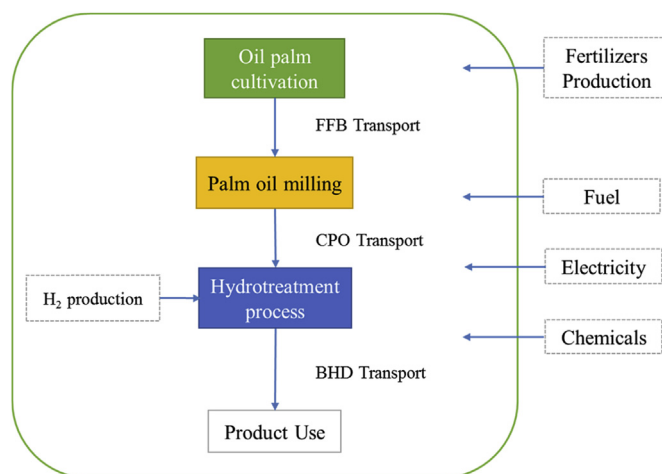 Oil palm
cultivation
Fertilizers
Production
FFB Transport
Palm oil milling
Fuel
CPO Transport
H₂ production
Hydrotreatment
process
Electricity
Chemicals
BHD Transport
Product Use